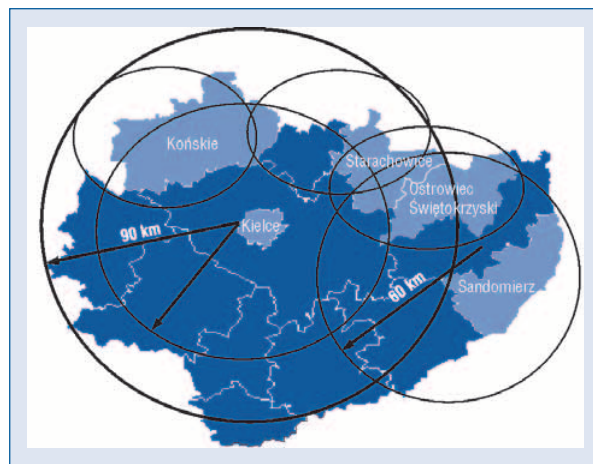 Końskie
Starachowice
Ostrowiec
Świętokrzyski
90 km
Kielce
60 km
Sandomierz